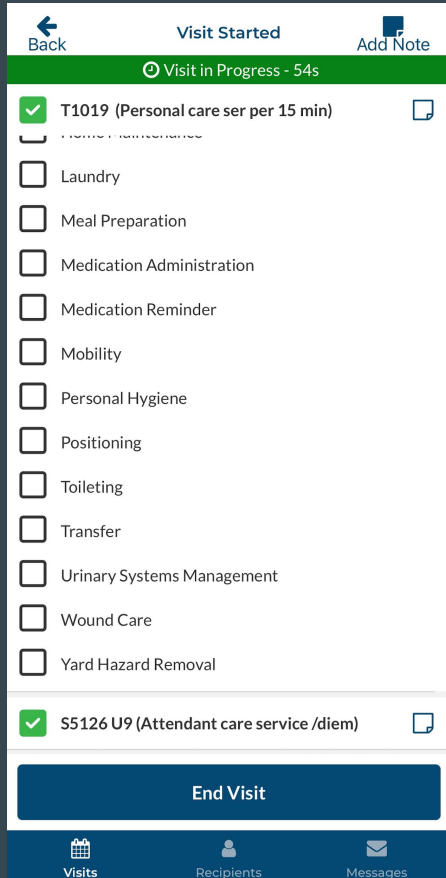 Back
Visit Started
Add Note
Visit in Progress - 54s
T1019 (Personal care ser per 15 min)
Home Maintenance
Laundry
Meal Preparation
Medication Administration
Medication Reminder
Mobility
Personal Hygiene
Positioning
Toileting
Transfer
Urinary Systems Management
Wound Care
Yard Hazard Removal
S5126 U9 (Attendant care service /diem)
End Visit
Visits
Recipients
Messages